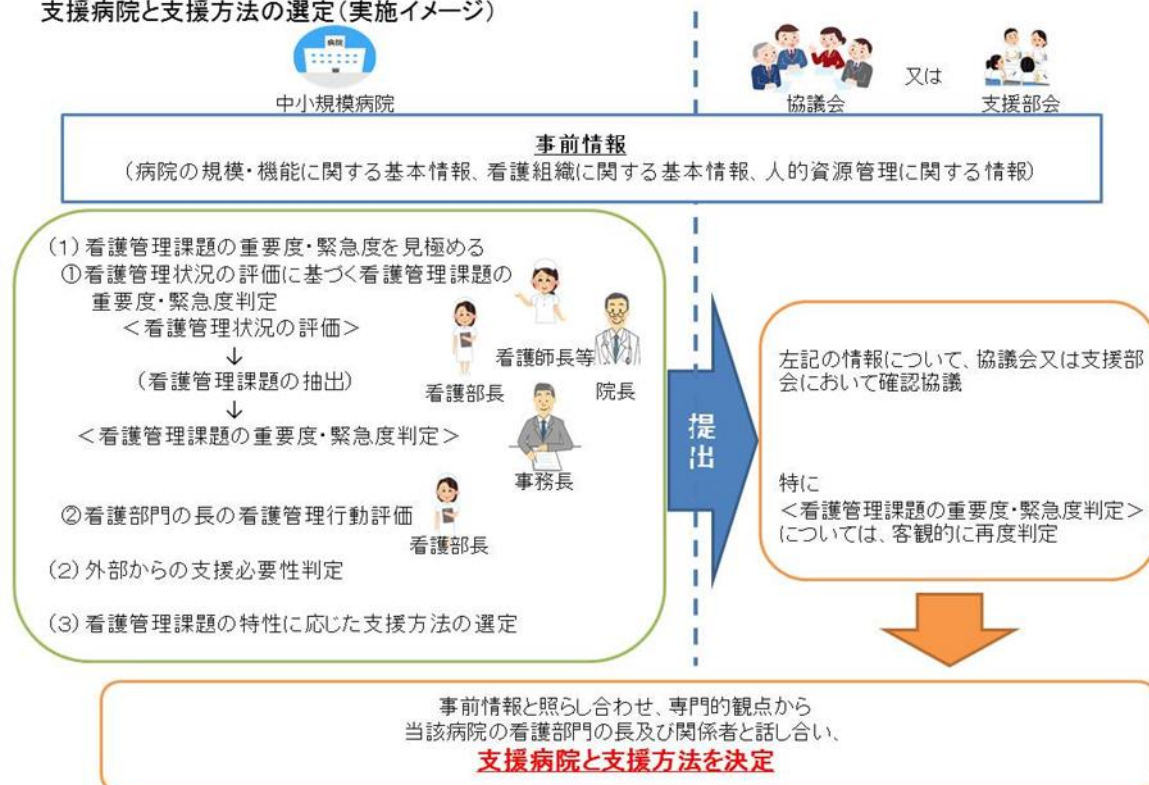 支援病院と支援方法の選定(実施イメージ)
病院
中小規模病院
協議会
又は
支援部会
事前情報
(病院の規模・機能に関する基本情報、看護組織に関する基本情報、人的資源管理に関する情報)
(1)看護管理課題の重要度・緊急度を見極める
①看護管理状況の評価に基づく看護管理課題の
重要度・緊急度判定
<看護管理状況の評価>
↓
(看護管理課題の抽出)
↓
<看護管理課題の重要度・緊急度判定>
看護部長
看護師長等
院長
事務長
②看護部門の長の看護管理行動評価
看護部長
(2)外部からの支援必要性判定
(3)看護管理課題の特性に応じた支援方法の選定
提出
左記の情報について、協議会又は支援部
会において確認協議
特に
<看護管理課題の重要度・緊急度判定>
については、客観的に再度判定
事前情報と照らし合わせ、専門的観点から
当該病院の看護部門の長及び関係者と話し合い、
支援病院と支援方法を決定